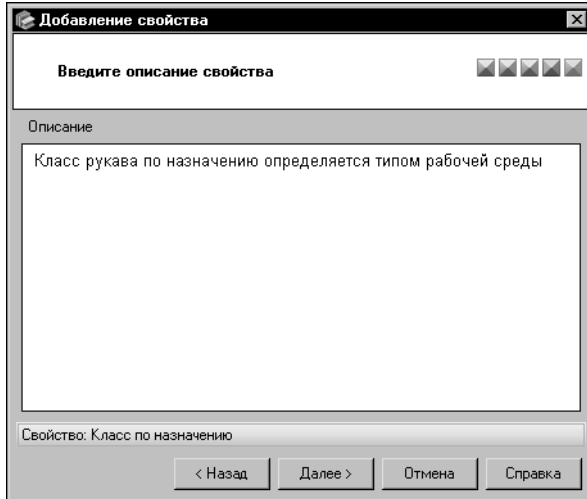 Добавление свойства
Введите описание свойства
Описание
Класс рукава по назначению определяется типом рабочей среды
Свойство: Класс по назначению
< Назад
Далее >
Отмена
Справка